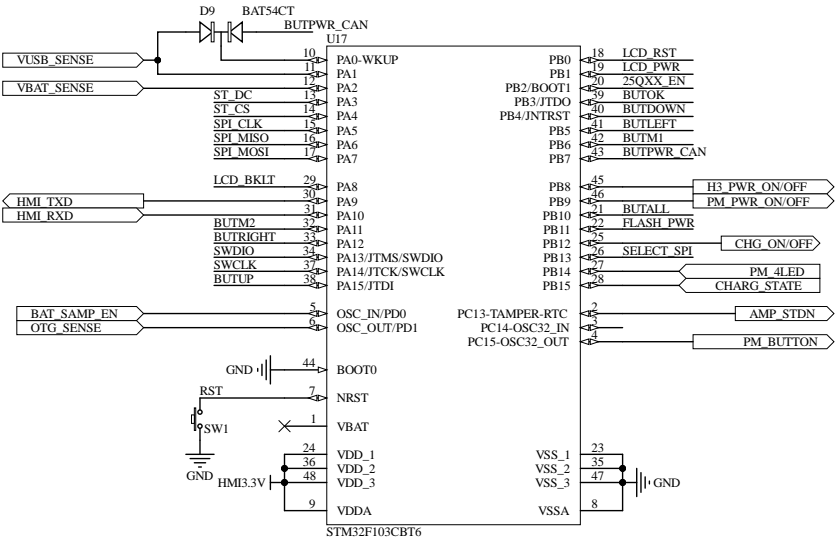 D9 BAT54CT
BUTPWR_CAN
U17
VUSB_SENSE 10 PA0-WKUP PB0 18 LCD_RST
11 PA1 PB1 19 LCD_PWR
VBAT_SENSE 12 PA2 PB2/BOOT1 20 25QXX_EN
ST_DC 13 PA3 PB3/JTDO 39 BUTOK
ST_CS 14 PA4 PB4/JNTRST 40 BUTDOWN
SPI_CLK 15 PA5 PB5 41 BUTLEFT
SPI_MISO 16 PA6 PB6 42 BUTM1
SPI_MOSI 17 PA7 PB7 43 BUTPWR_CAN
LCD_BKLT 29 PA8 PB8 45 H3_PWR_ON/OFF
HMI_TXD 30 PA9 PB9 46 PM_PWR_ON/OFF
HMI_RXD 31 PA10 PB10 21 BUTALL
BUTM2 32 PA11 PB11 22 FLASH_PWR
BUTRIGHT 33 PA12 PB12 25 CHG_ON/OFF
SWDIO 34 PA13/JTMS/SWDIO PB13 26 SELECT_SPI
SWCLK 37 PA14/JTCK/SWCLK PB14 27 PM_4LED
BUTUP 38 PA15/JTDI PB15 28 CHARG_STATE
BAT_SAMP_EN 5 OSC_IN/PD0 PC13-TAMPER-RTC 2 AMP_STDN
OTG_SENSE 6 OSC_OUT/PD1 PC14-OSC32_IN 3
PC15-OSC32_OUT 4 PM_BUTTON
GND 44 BOOT0
RST 7 NRST
SW1 1 VBAT
GND
24 VDD_1 VSS_1 23
36 VDD_2 VSS_2 35
HMI3.3V 48 VDD_3 VSS_3 47 GND
9 VDDA VSSA 8
STM32F103CBT6